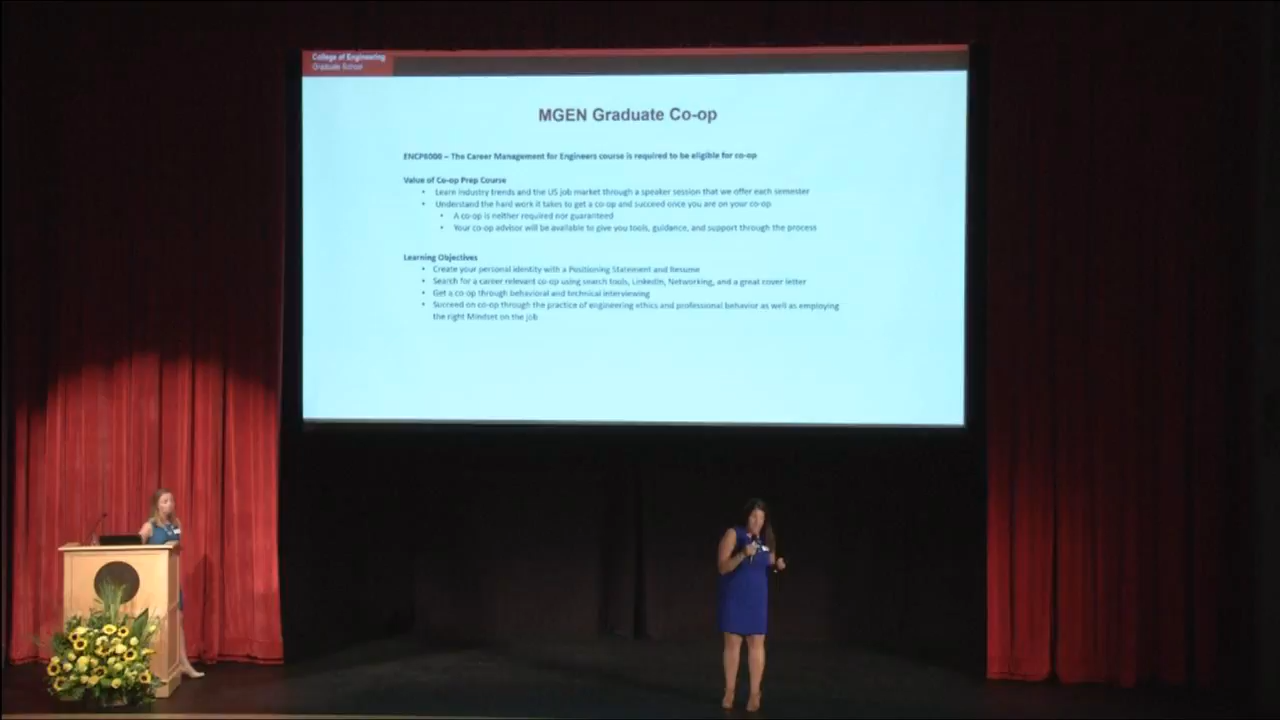 College of Engineering
Graduate School
MGEN Graduate Co-op
ENCP6000 – The Career Management for Engineers course is required to be eligible for co-op
Value of Co-op Prep Course
• Learn industry trends and the US job market through a speaker session that we offer each semester
• Understand the hard work it takes to get a co-op and succeed once you are on your co-op
• A co-op is neither required nor guaranteed
• Your co-op advisor will be available to give you tools, guidance, and support through the process
Learning Objectives
• Create your personal identity with a Positioning Statement and Resume
• Search for a career relevant co-op using search tools, LinkedIn, Networking, and a great cover letter
• Get a co-op through behavioral and technical interviewing
• Succeed on co-op through the practice of engineering ethics and professional behavior as well as employing
the right Mindset on the job